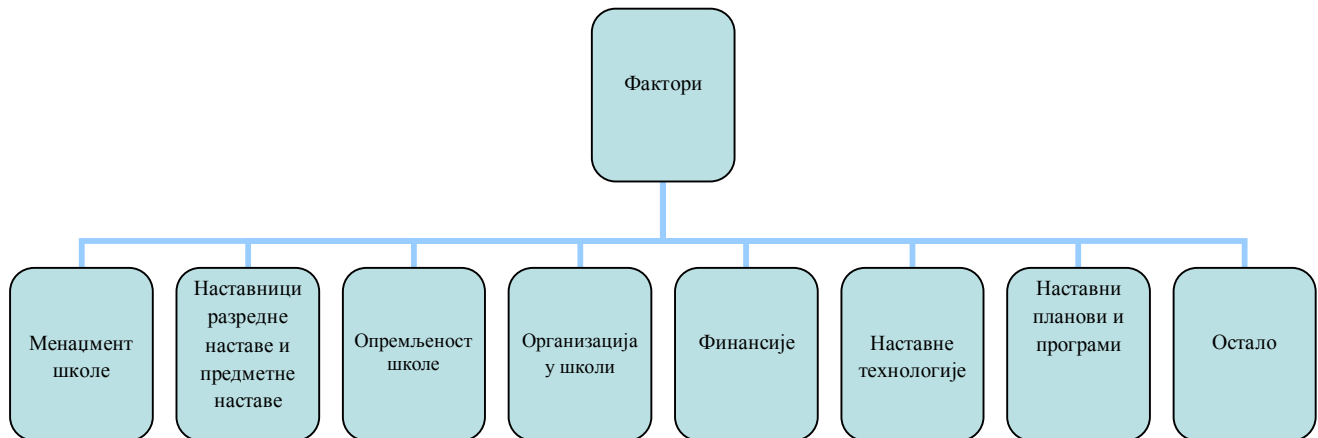 Фактори
Менаџмент
школе
Наставници
разредне
наставе и
предметне
наставе
Опремљеност
школе
Организација
у школи
Финансије
Наставне
технологије
Наставни
планови и
програми
Остало